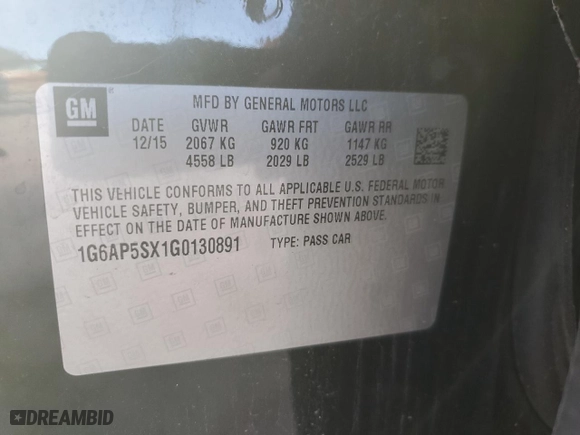 GM
MFD BY GENERAL MOTORS LLC
DATE GVWR GAWR FRT GAWR RR
12/15 2067 KG 920 KG 1147 KG
4558 LB 2029 LB 2529 LB
THIS VEHICLE CONFORMS TO ALL APPLICABLE U.S. FEDERAL MOTOR
VEHICLE SAFETY, BUMPER, AND THEFT PREVENTION STANDARDS IN
EFFECT ON THE DATE OF MANUFACTURE SHOWN ABOVE.
1G6AP5SX1G0130891 TYPE: PASS CAR
DREAMBID